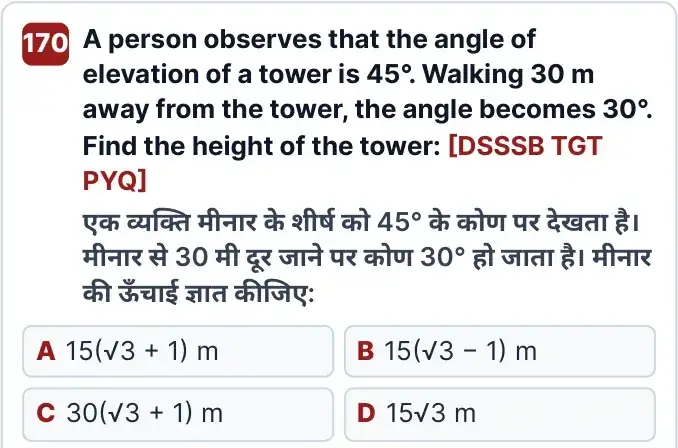 170 A person observes that the angle of
elevation of a tower is 45°. Walking 30 m
away from the tower, the angle becomes 30°.
Find the height of the tower: [DSSSB TGT
PYQ]
एक व्यक्ति मीनार के शीर्ष को 45° के कोण पर देखता है।
मीनार से 30 मी दूर जाने पर कोण 30° हो जाता है। मीनार
की ऊँचाई ज्ञात कीजिए:
A 15(√3 + 1) m
B 15(√3 − 1) m
C 30(√3 + 1) m
D 15√3 m